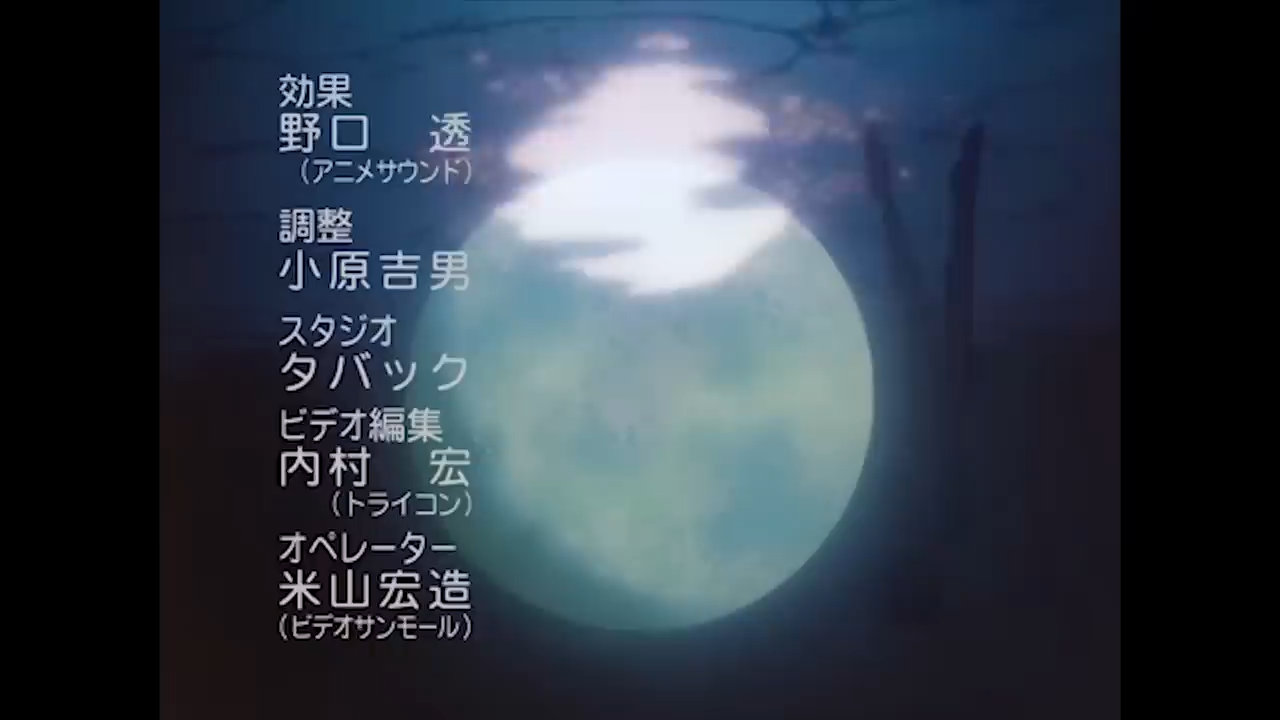 効果
野口 透
(アニメサウンド)
調整
小原吉男
スタジオ
タバック
ビデオ編集
内村 宏
(トライコン)
オペレーター
米山宏造
(ビデオサンモール)